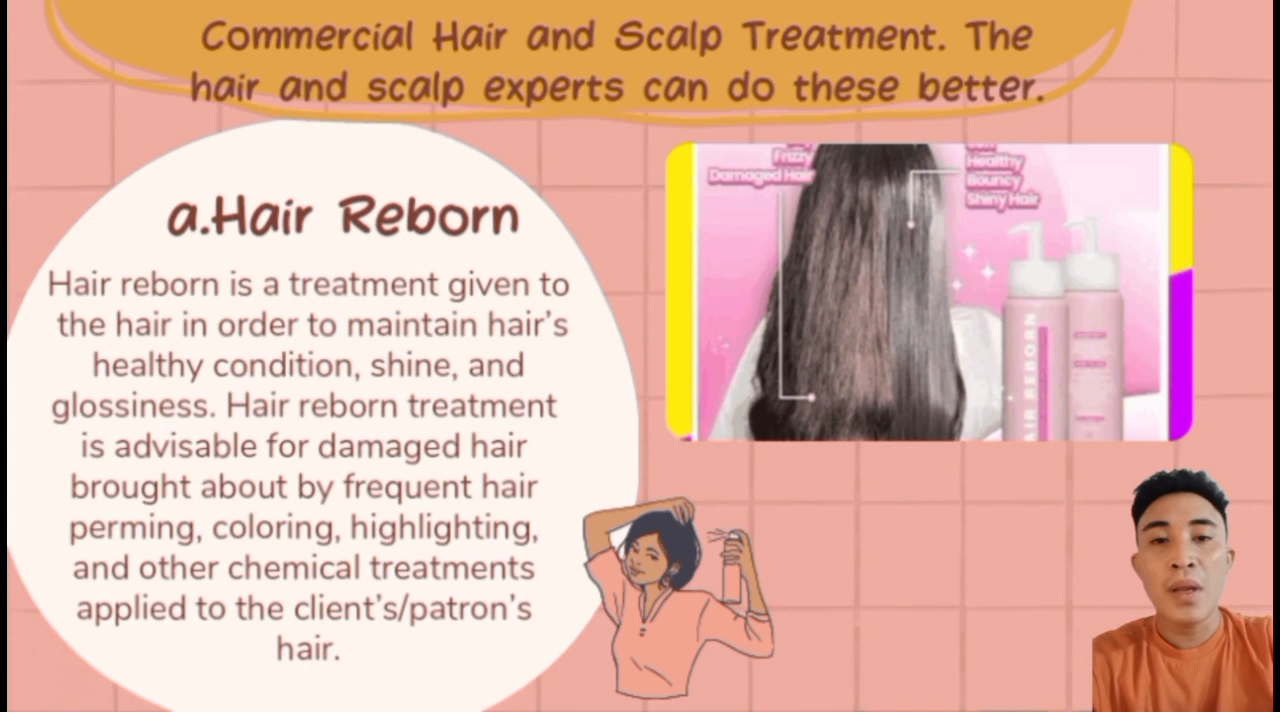 Commercial Hair and Scalp Treatment. The
hair and scalp experts can do these better.
a.Hair Reborn
Hair reborn is a treatment given to
the hair in order to maintain hair's
healthy condition, shine, and
glossiness. Hair reborn treatment
is advisable for damaged hair
brought about by frequent hair
perming, coloring, highlighting,
and other chemical treatments
applied to the client's/patron's
hair.
Frizzy
Damaged Hair
Healthy
Bouncy
Shiny Hair
AIR REBORN